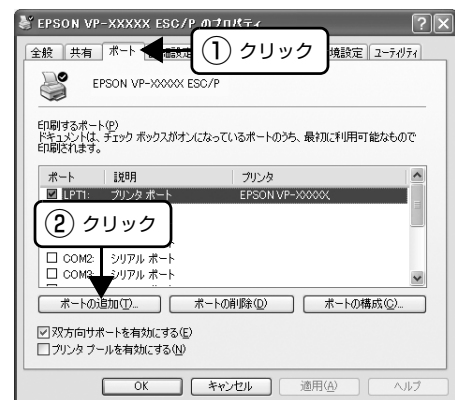 EPSON VP-XXXXX ESC/P のプロパティ
全般 共有 ポート 境設定 ユーティリティ
① クリック
EPSON VP-XXXXX ESC/P
印刷するポート(P)
ドキュメントは、チェック ボックスがオンになっているポートのうち、最初に利用可能なもので
印刷されます。
ポート 説明 プリンタ
LPT1: プリンタ ポート EPSON VP-XXXXX,
② クリック
COM2: シリアル ポート
COM3: シリアル ポート
ポートの追加(T)... ポートの削除(D) ポートの構成(C)...
双方向サポートを有効にする(E)
プリンタ プールを有効にする(N)
OK キャンセル 適用(A) ヘルプ